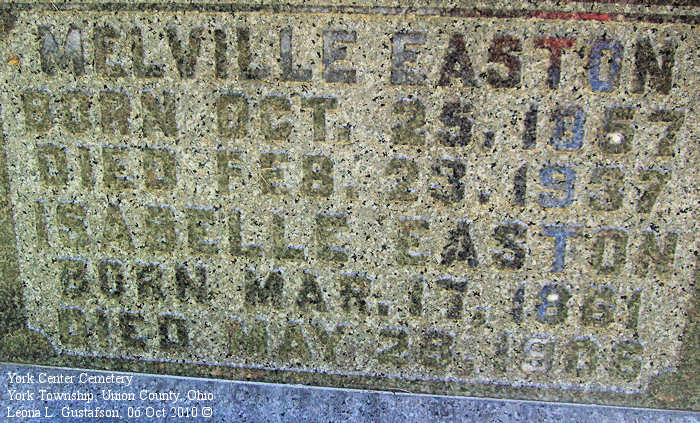 MELVILLE EASTON
BORN OCT. 25. 1857
DIED FEB. 23. 1937
ISABELLE EASTON
BORN MAR. 17. 1861
DIED MAY 28. 1906
York Center Cemetery
York Township, Union County, Ohio
Leona L. Gustafson, 06 Oct 2010 ©